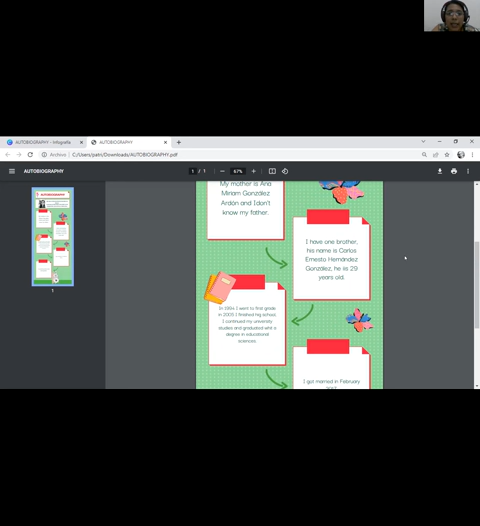 AUTOBIOGRAPHY - Infografía
AUTOBIOGRAPHY
Archivo
C:/Users/patri/Downloads/AUTOBIOGRAPHY.pdf
AUTOBIOGRAPHY
1 / 1
67%
My mother is Ana
Miriam González
Ardón and I don't
know my father.
I have one brother,
his name is Carlos
Ernesto Hernández
González, he is 29
years old.
In 1994 I went to first grade
in 2005 I finished hig school.
I continued my university
studies and graduated whit a
degree in educational
sciences.
I got married in February
1